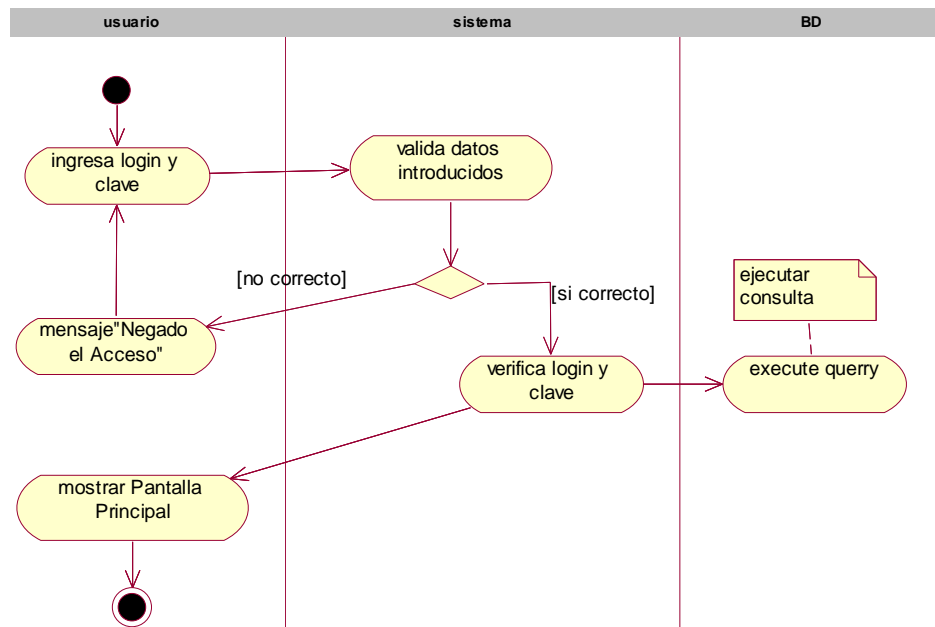 usuario
sistema
BD
ingresa login y
clave
valida datos
introducidos
[no correcto]
[si correcto]
ejecutar
consulta
mensaje"Negado
el Acceso"
verifica login y
clave
execute querry
mostrar Pantalla
Principal